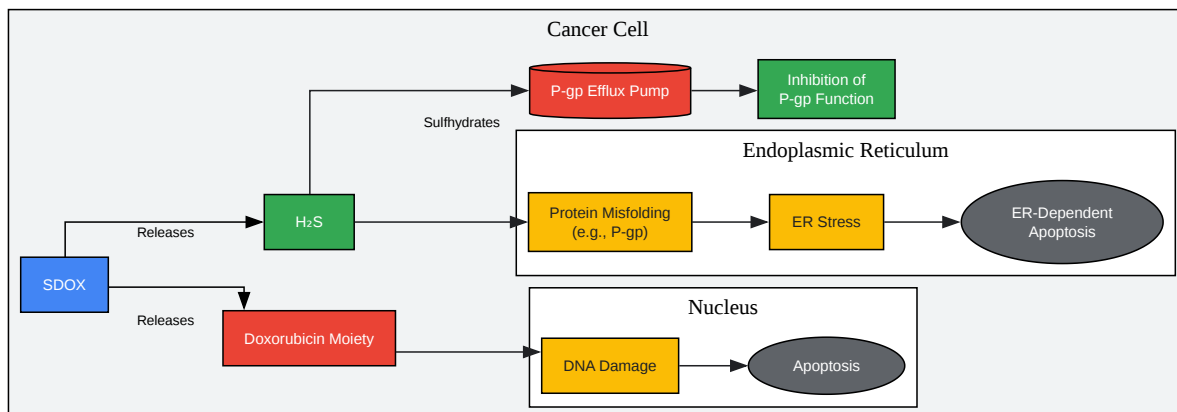 Cancer Cell
P-gp Efflux Pump
Inhibition of
P-gp Function
Sulfhydrates
Endoplasmic Reticulum
H₂S
Protein Misfolding
(e.g., P-gp)
ER Stress
ER-Dependent
Apoptosis
Releases
SDOX
Releases
Doxorubicin Moiety
Nucleus
DNA Damage
Apoptosis